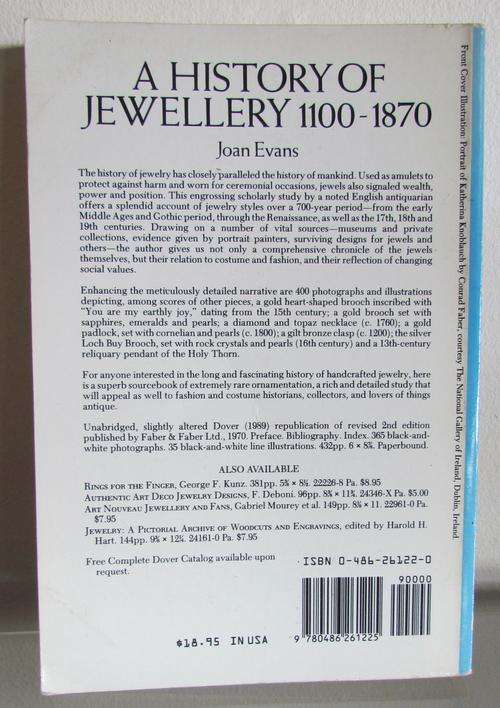 A HISTORY OF
JEWELLERY 1100-1870
Joan Evans
The history of jewelry has closely paralleled the history of mankind. Used as amulets to
protect against harm and worn for ceremonial occasions, jewels also signaled wealth,
power and position. This engrossing scholarly study by a noted English antiquarian
offers a splendid account of jewelry styles over a 700-year period—from the early
Middle Ages and Gothic period, through the Renaissance, as well as the 17th, 18th and
19th centuries. Drawing on a number of vital sources—museums and private
collections, evidence given by portrait painters, surviving designs for jewels and
others—the author gives us not only a comprehensive chronicle of the jewels
themselves, but their relation to costume and fashion, and their reflection of changing
social values.
Enhancing the meticulously detailed narrative are 400 photographs and illustrations
depicting, among scores of other pieces, a gold heart-shaped brooch inscribed with
"You are my earthly joy," dating from the 15th century; a gold brooch set with
sapphires, emeralds and pearls; a diamond and topaz necklace (c. 1760); a gold
padlock, set with cornelian and pearls (c. 1800); a gilt bronze clasp (c. 1200); the silver
Loch Buy Brooch, set with rock crystals and pearls (16th century) and a 13th-century
reliquary pendant of the Holy Thorn.
For anyone interested in the long and fascinating history of handcrafted jewelry, here
is a superb sourcebook of extremely rare ornamentation, a rich and detailed study that
will appeal as well to fashion and costume historians, collectors, and lovers of things
antique.
Unabridged, slightly altered Dover (1989) republication of revised 2nd edition
published by Faber & Faber Ltd., 1970. Preface. Bibliography. Index. 365 black-and-
white photographs. 35 black-and-white line illustrations. 432pp. 6 × 8⅝. Paperbound.
ALSO AVAILABLE
RINGS FOR THE FINGER, George F. Kunz. 381pp. 5⅜ × 8½. 22226-8 Pa. $8.95
AUTHENTIC ART DECO JEWELRY DESIGNS, F. Deboni. 96pp. 8⅜ × 11¼. 24346-X Pa. $5.00
ART NOUVEAU JEWELLERY AND FANS, Gabriel Mourey et al. 149pp. 8⅜ × 11. 22961-0 Pa.
$7.95
JEWELRY: A PICTORIAL ARCHIVE OF WOODCUTS AND ENGRAVINGS, edited by Harold H.
Hart. 144pp. 9⅜ × 12¼. 24161-0 Pa. $7.95
Free Complete Dover Catalog available upon
request.
ISBN 0-486-26122-0
90000
9 780486 261225
$18.95 IN USA
Front Cover Illustration: Portrait of Katherina Knoblauch by Conrad Faber, courtesy The National Gallery of Ireland, Dublin, Ireland.